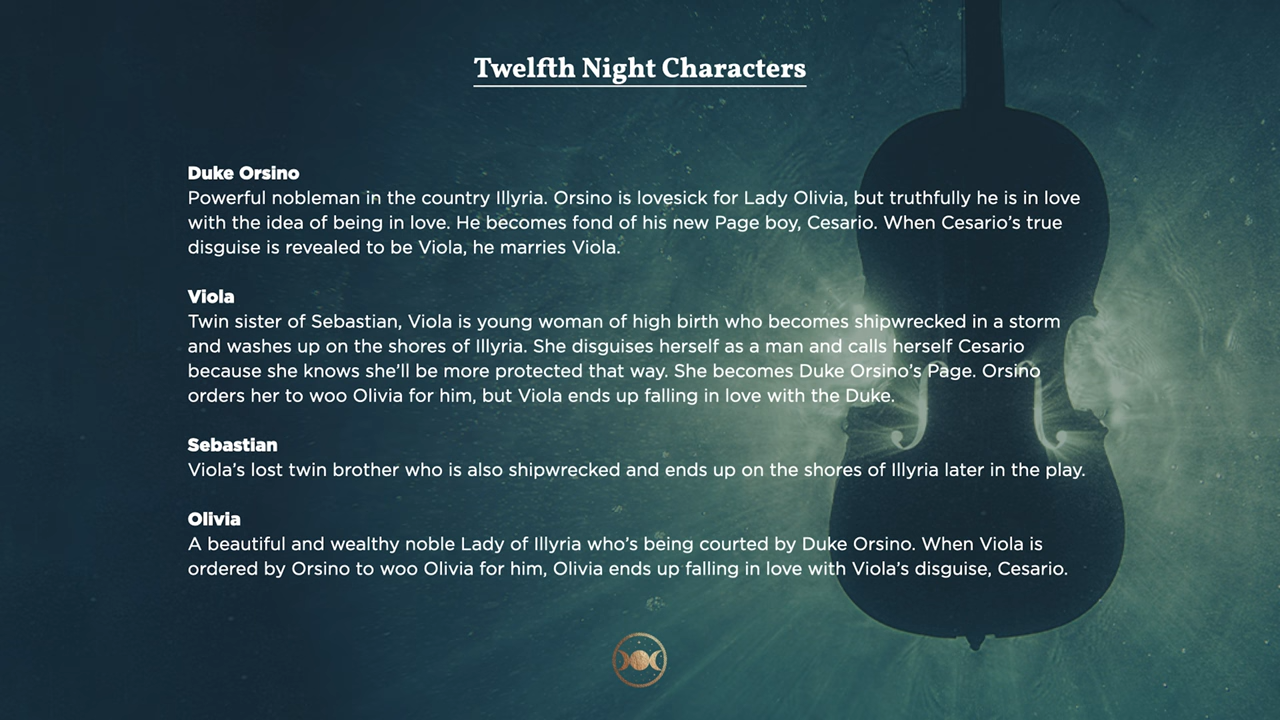 Twelfth Night Characters
Duke Orsino
Powerful nobleman in the country Illyria. Orsino is lovesick for Lady Olivia, but truthfully he is in love
with the idea of being in love. He becomes fond of his new Page boy, Cesario. When Cesario’s true
disguise is revealed to be Viola, he marries Viola.
Viola
Twin sister of Sebastian, Viola is young woman of high birth who becomes shipwrecked in a storm
and washes up on the shores of Illyria. She disguises herself as a man and calls herself Cesario
because she knows she’ll be more protected that way. She becomes Duke Orsino’s Page. Orsino
orders her to woo Olivia for him, but Viola ends up falling in love with the Duke.
Sebastian
Viola’s lost twin brother who is also shipwrecked and ends up on the shores of Illyria later in the play.
Olivia
A beautiful and wealthy noble Lady of Illyria who’s being courted by Duke Orsino. When Viola is
ordered by Orsino to woo Olivia for him, Olivia ends up falling in love with Viola’s disguise, Cesario.